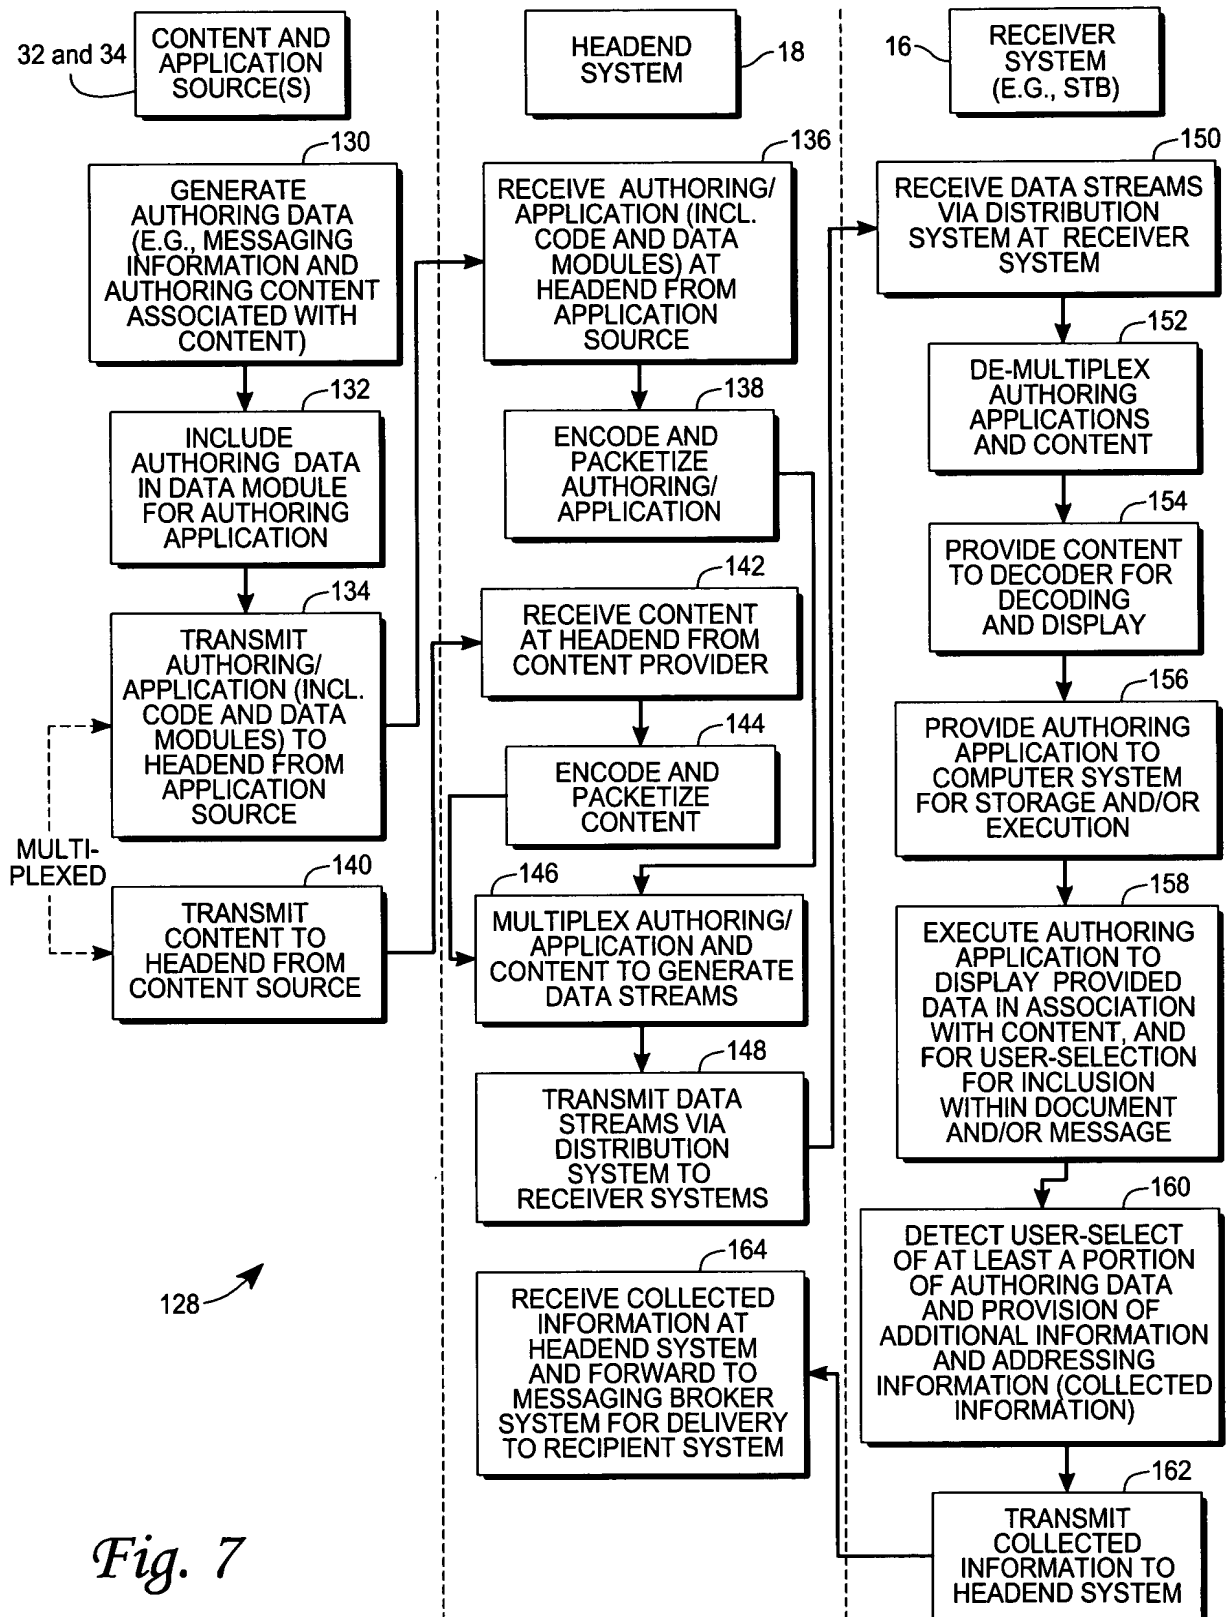 32 and 34
CONTENT AND
APPLICATION
SOURCE(S)
HEADEND
SYSTEM
18
16
RECEIVER
SYSTEM
(E.G., STB)
130
GENERATE
AUTHORING DATA
(E.G., MESSAGING
INFORMATION AND
AUTHORING CONTENT
ASSOCIATED WITH
CONTENT)
132
INCLUDE
AUTHORING DATA
IN DATA MODULE
FOR AUTHORING
APPLICATION
134
TRANSMIT
AUTHORING/
APPLICATION (INCL.
CODE AND DATA
MODULES) TO
HEADEND FROM
APPLICATION
SOURCE
MULTI-
PLEXED
140
TRANSMIT
CONTENT TO
HEADEND FROM
CONTENT SOURCE
136
RECEIVE AUTHORING/
APPLICATION (INCL.
CODE AND DATA
MODULES) AT
HEADEND FROM
APPLICATION
SOURCE
138
ENCODE AND
PACKETIZE
AUTHORING/
APPLICATION
142
RECEIVE CONTENT
AT HEADEND FROM
CONTENT PROVIDER
144
ENCODE AND
PACKETIZE
CONTENT
146
MULTIPLEX AUTHORING/
APPLICATION AND
CONTENT TO GENERATE
DATA STREAMS
148
TRANSMIT DATA
STREAMS VIA
DISTRIBUTION
SYSTEM TO
RECEIVER SYSTEMS
164
RECEIVE COLLECTED
INFORMATION AT
HEADEND SYSTEM
AND FORWARD TO
MESSAGING BROKER
SYSTEM FOR DELIVERY
TO RECIPIENT SYSTEM
150
RECEIVE DATA STREAMS
VIA DISTRIBUTION
SYSTEM AT RECEIVER
SYSTEM
152
DE-MULTIPLEX
AUTHORING
APPLICATIONS
AND CONTENT
154
PROVIDE CONTENT
TO DECODER FOR
DECODING
AND DISPLAY
156
PROVIDE AUTHORING
APPLICATION TO
COMPUTER SYSTEM
FOR STORAGE AND/OR
EXECUTION
158
EXECUTE AUTHORING
APPLICATION TO
DISPLAY PROVIDED
DATA IN ASSOCIATION
WITH CONTENT, AND
FOR USER-SELECTION
FOR INCLUSION
WITHIN DOCUMENT
AND/OR MESSAGE
160
DETECT USER-SELECT
OF AT LEAST A PORTION
OF AUTHORING DATA
AND PROVISION OF
ADDITIONAL INFORMATION
AND ADDRESSING
INFORMATION (COLLECTED
INFORMATION)
162
TRANSMIT
COLLECTED
INFORMATION TO
HEADEND SYSTEM
128
Fig. 7